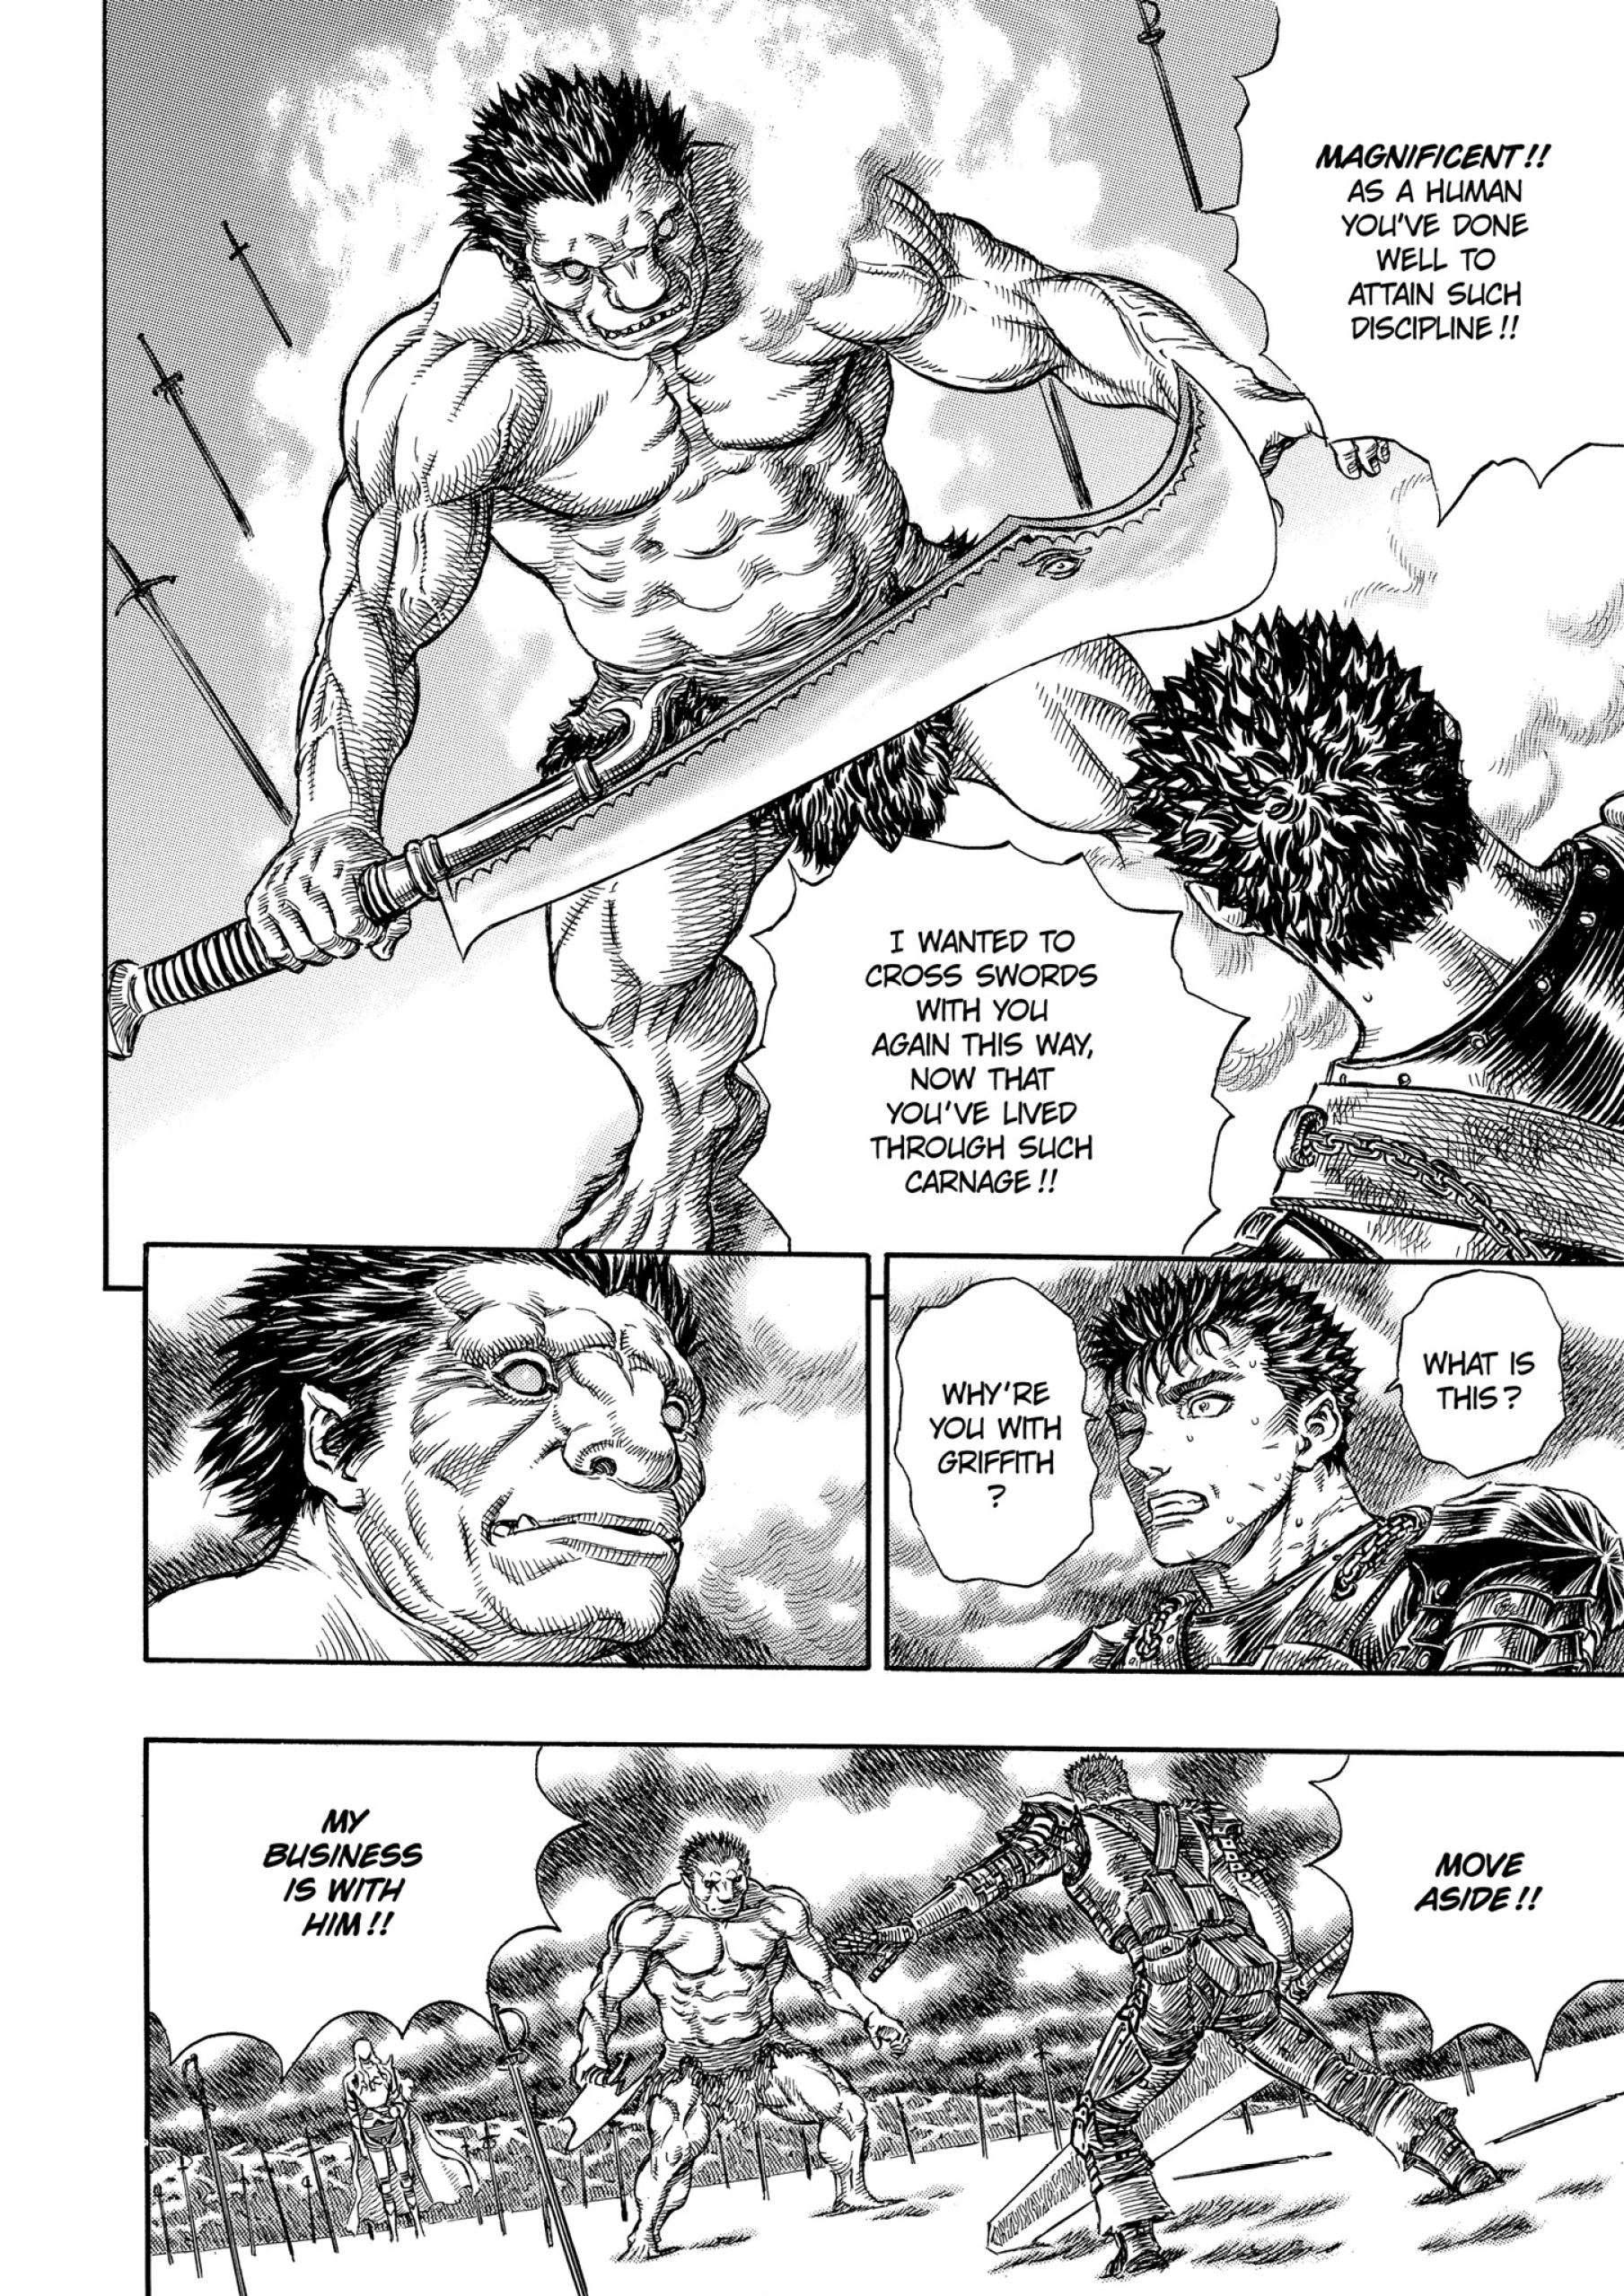 MAGNIFICENT!!
AS A HUMAN
YOU'VE DONE
WELL TO
ATTAIN SUCH
DISCIPLINE!!
I WANTED TO
CROSS SWORDS
WITH YOU
AGAIN THIS WAY,
NOW THAT
YOU'VE LIVED
THROUGH SUCH
CARNAGE!!
WHAT IS
THIS?
WHY'RE
YOU WITH
GRIFFITH
?
MOVE
ASIDE!!
MY
BUSINESS
IS WITH
HIM!!